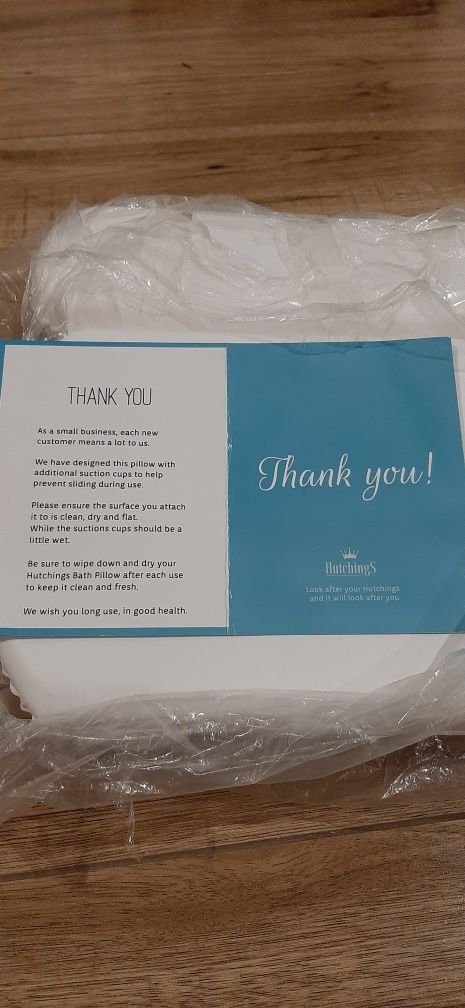 THANK YOU
As a small business, each new
customer means a lot to us.
We have designed this pillow with
additional suction cups to help
prevent sliding during use.
Please ensure the surface you attach
it to is clean, dry and flat.
While the suctions cups should be a
little wet.
Be sure to wipe down and dry your
Hutchings Bath Pillow after each use
to keep it clean and fresh.
We wish you long use, in good health.
Thank you!
HutchingS
Look after your Hutchings
and it will look after you.